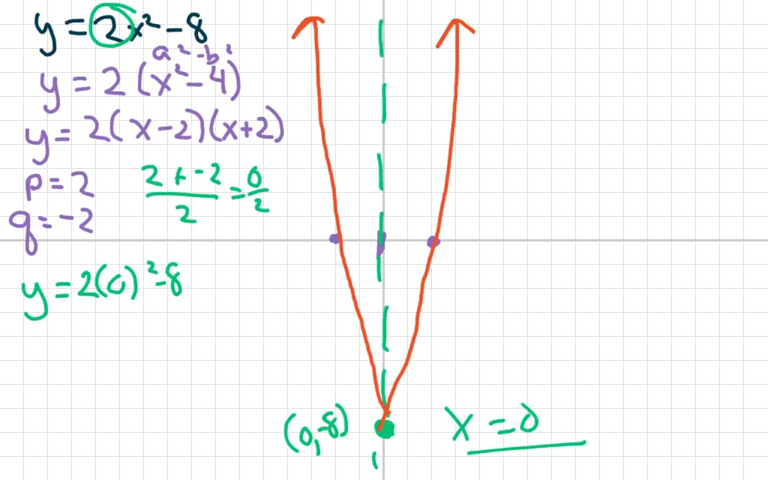 y = 2x² - 8
a² - b²
y = 2(x² - 4)
y = 2(x-2)(x+2)
p = 2
q = -2
2 + -2 / 2 = 0/2
y = 2(0)² - 8
(0,-8)
x = 0